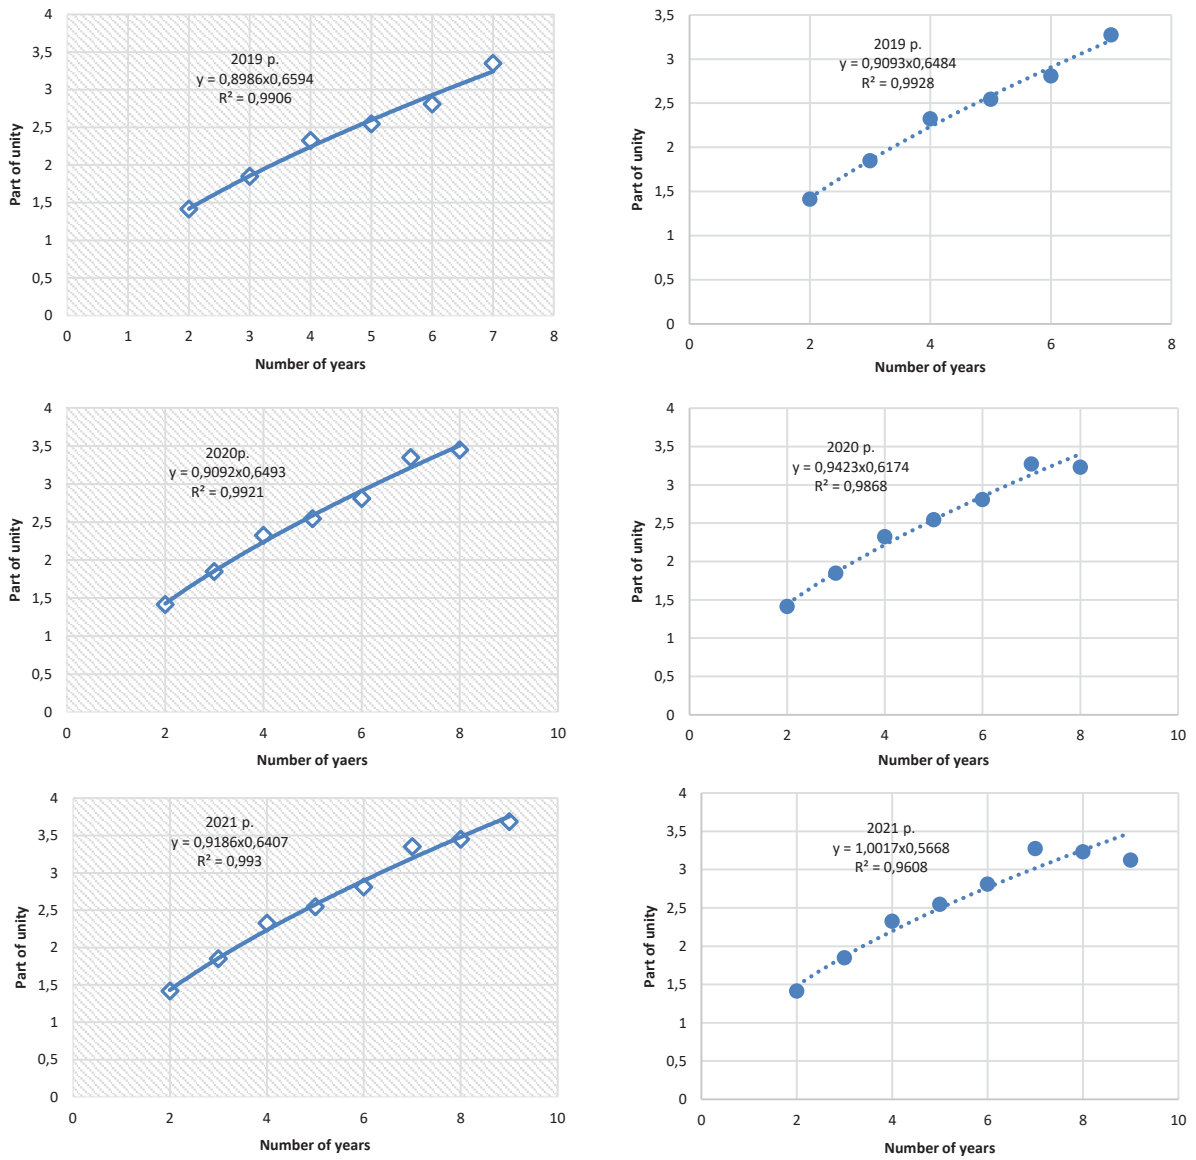 4
3,5
3
2,5
2
1,5
1
0,5
0
0 1 2 3 4 5 6 7 8
Part of unity
Number of years
2019 p.
y = 0,8986x0,6594
R² = 0,9906
3,5
3
2,5
2
1,5
1
0,5
0
0 2 4 6 8
Part of unity
Number of years
2019 p.
y = 0,9093x0,6484
R² = 0,9928
4
3,5
3
2,5
2
1,5
1
0,5
0
0 2 4 6 8 10
Part of unity
Number of yaers
2020p.
y = 0,9092x0,6493
R² = 0,9921
4
3,5
3
2,5
2
1,5
1
0,5
0
0 2 4 6 8 10
Part of unity
Number of years
2020 p.
y = 0,9423x0,6174
R² = 0,9868
4
3,5
3
2,5
2
1,5
1
0,5
0
0 2 4 6 8 10
Part of unity
Number of years
2021 p.
y = 0,9186x0,6407
R² = 0,993
4
3,5
3
2,5
2
1,5
1
0,5
0
0 2 4 6 8 10
Part of unity
Number of years
2021 p.
y = 1,0017x0,5668
R² = 0,9608